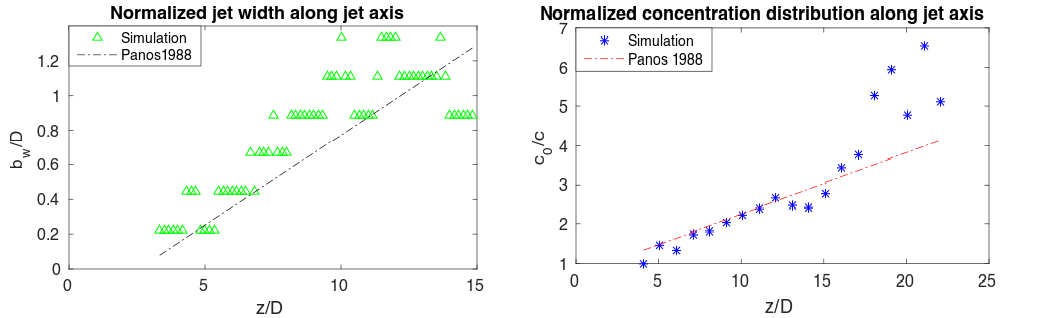 Normalized jet width along jet axis
Simulation
Panos1988
1.2
1
0.8
0.6
0.4
0.2
0
0 5 10 15
b_w/D
z/D
Normalized concentration distribution along jet axis
Simulation
Panos 1988
7
6
5
4
3
2
1
0 5 10 15 20 25
c_0/c
z/D